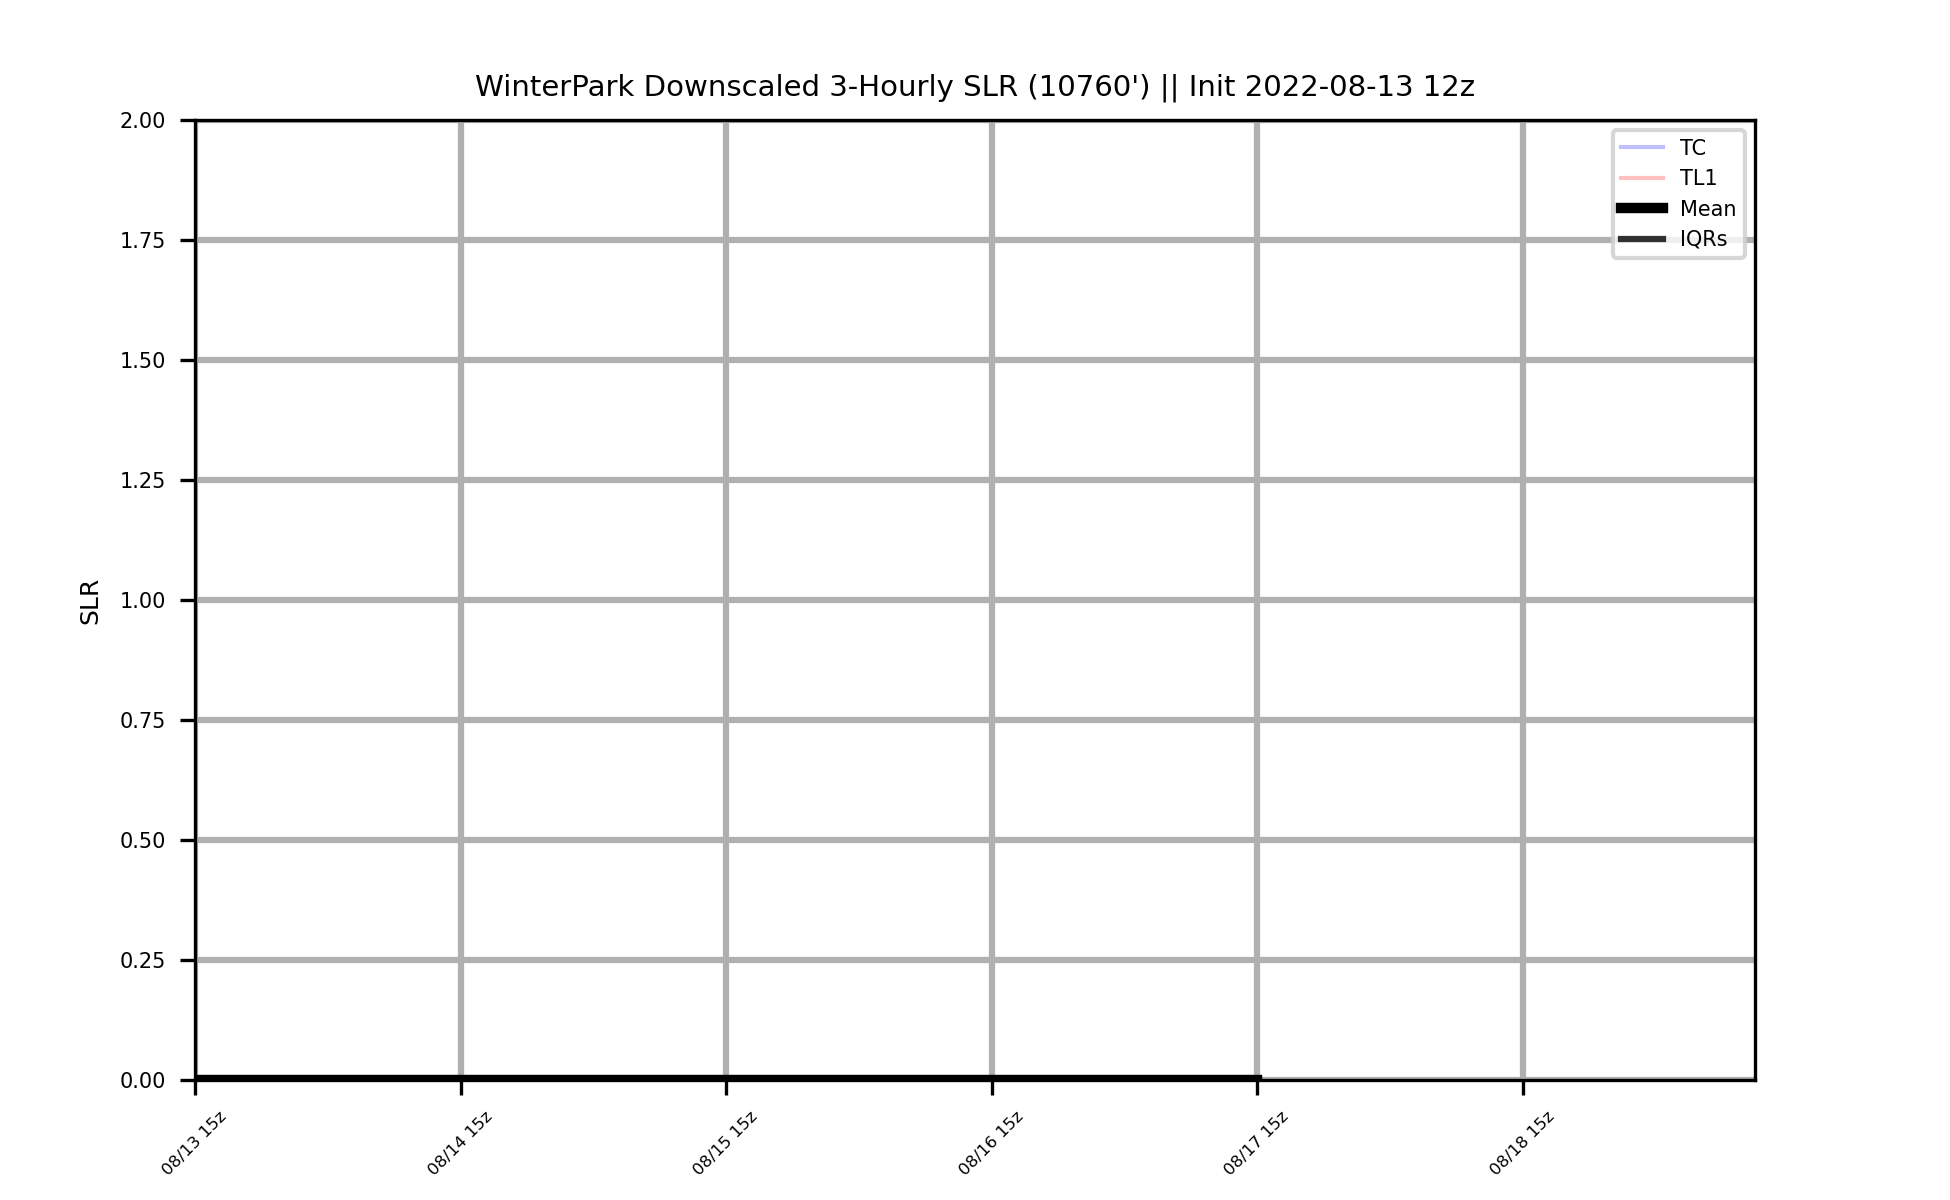 WinterPark Downscaled 3-Hourly SLR (10760') || Init 2022-08-13 12z
2.00
1.75
1.50
1.25
1.00
0.75
0.50
0.25
0.00
SLR
TC
TL1
Mean
IQRs
08/13 15z
08/14 15z
08/15 15z
08/16 15z
08/17 15z
08/18 15z